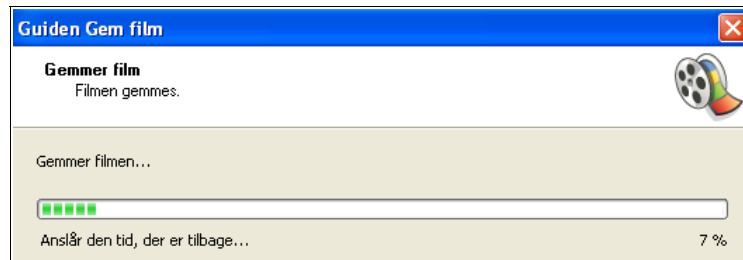 Guiden Gem film
Gemmer film
Filmen gemmes.
Gemmer filmen...
Anslår den tid, der er tilbage...
7 %